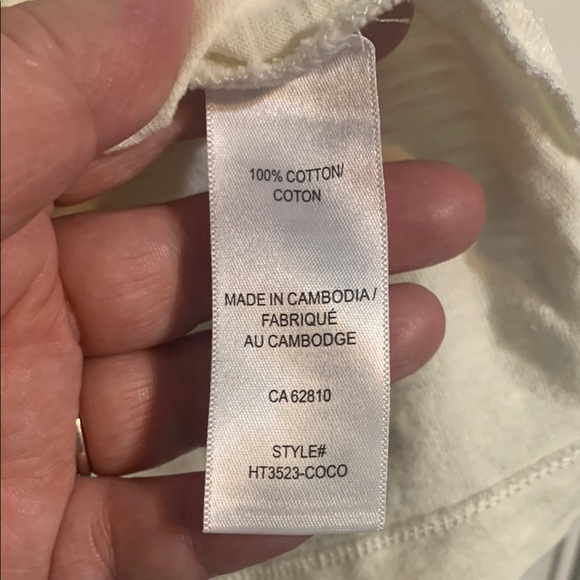 100% COTTON/
COTON
MADE IN CAMBODIA/
FABRIQUÉ
AU CAMBODGE
CA 62810
STYLE#
HT3523-COCO